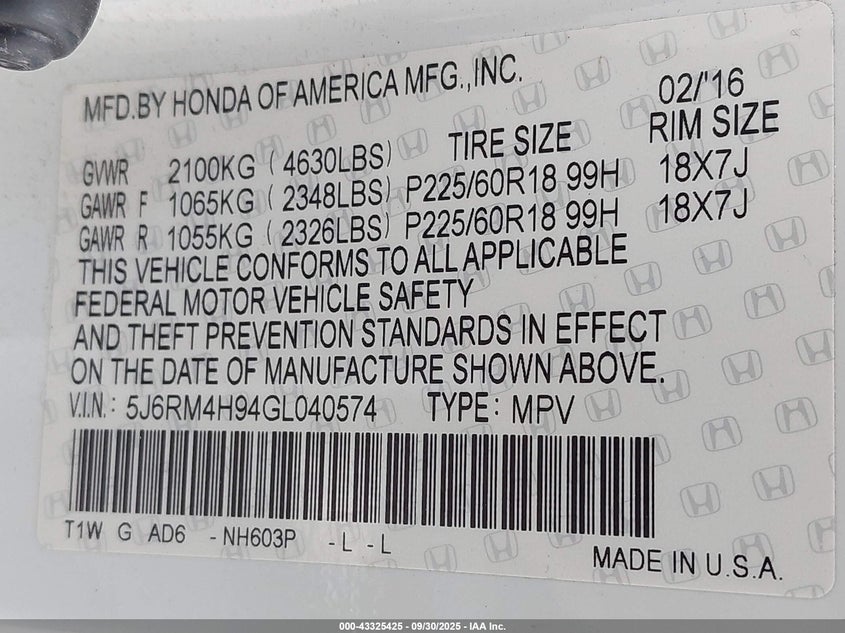 MFD.BY HONDA OF AMERICA MFG.,INC. 02/'16
TIRE SIZE RIM SIZE
GVWR 2100KG ( 4630LBS)
GAWR F 1065KG ( 2348LBS) P225/60R18 99H 18X7J
GAWR R 1055KG ( 2326LBS) P225/60R18 99H 18X7J
THIS VEHICLE CONFORMS TO ALL APPLICABLE
FEDERAL MOTOR VEHICLE SAFETY
AND THEFT PREVENTION STANDARDS IN EFFECT
ON THE DATE OF MANUFACTURE SHOWN ABOVE.
V.I.N.: 5J6RM4H94GL040574 TYPE: MPV
T1W G AD6 -NH603P -L -L
MADE IN U.S.A.
000-43325425 - 09/30/2025 - IAA Inc.